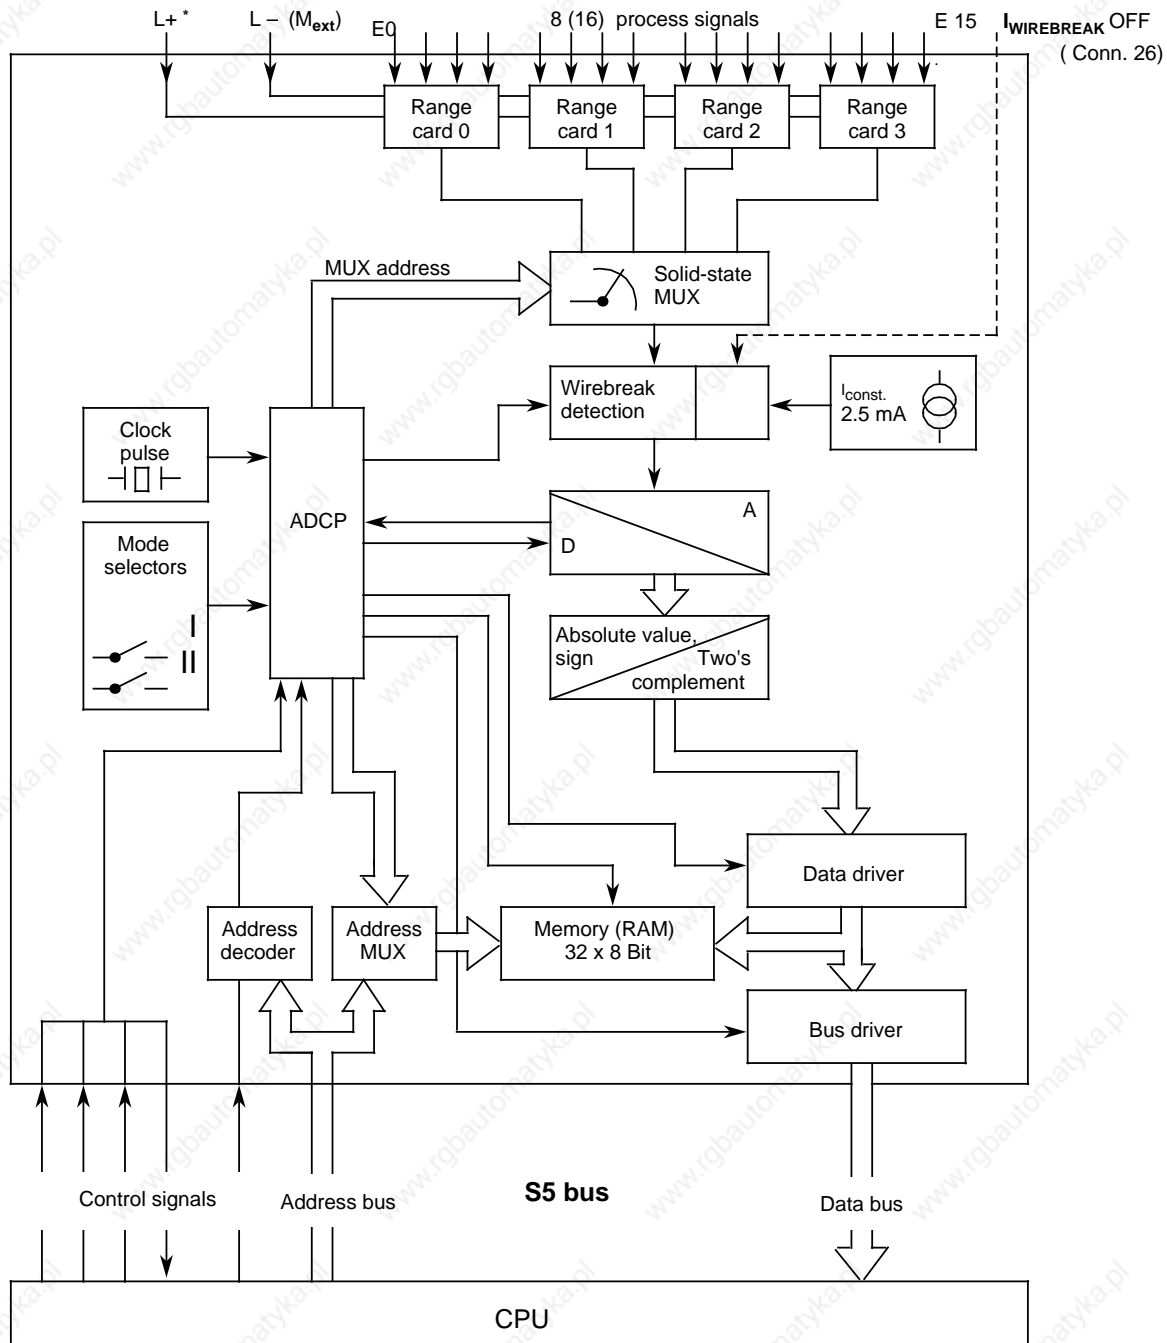 L+ * L – (Mext) E0 8 (16) process signals E 15 IWIREBREAK OFF
( Conn. 26)
Range
card 0
Range
card 1
Range
card 2
Range
card 3
MUX address
Solid-state
MUX
Wirebreak
detection
Iconst.
2.5 mA
Clock
pulse
ADCP
A
D
Mode
selectors
I
II
Absolute value,
sign
Two's
complement
Data driver
Address
decoder
Address
MUX
Memory (RAM)
32 x 8 Bit
Bus driver
Control signals
Address bus
S5 bus
Data bus
CPU
www.rgbautomatyka.pl